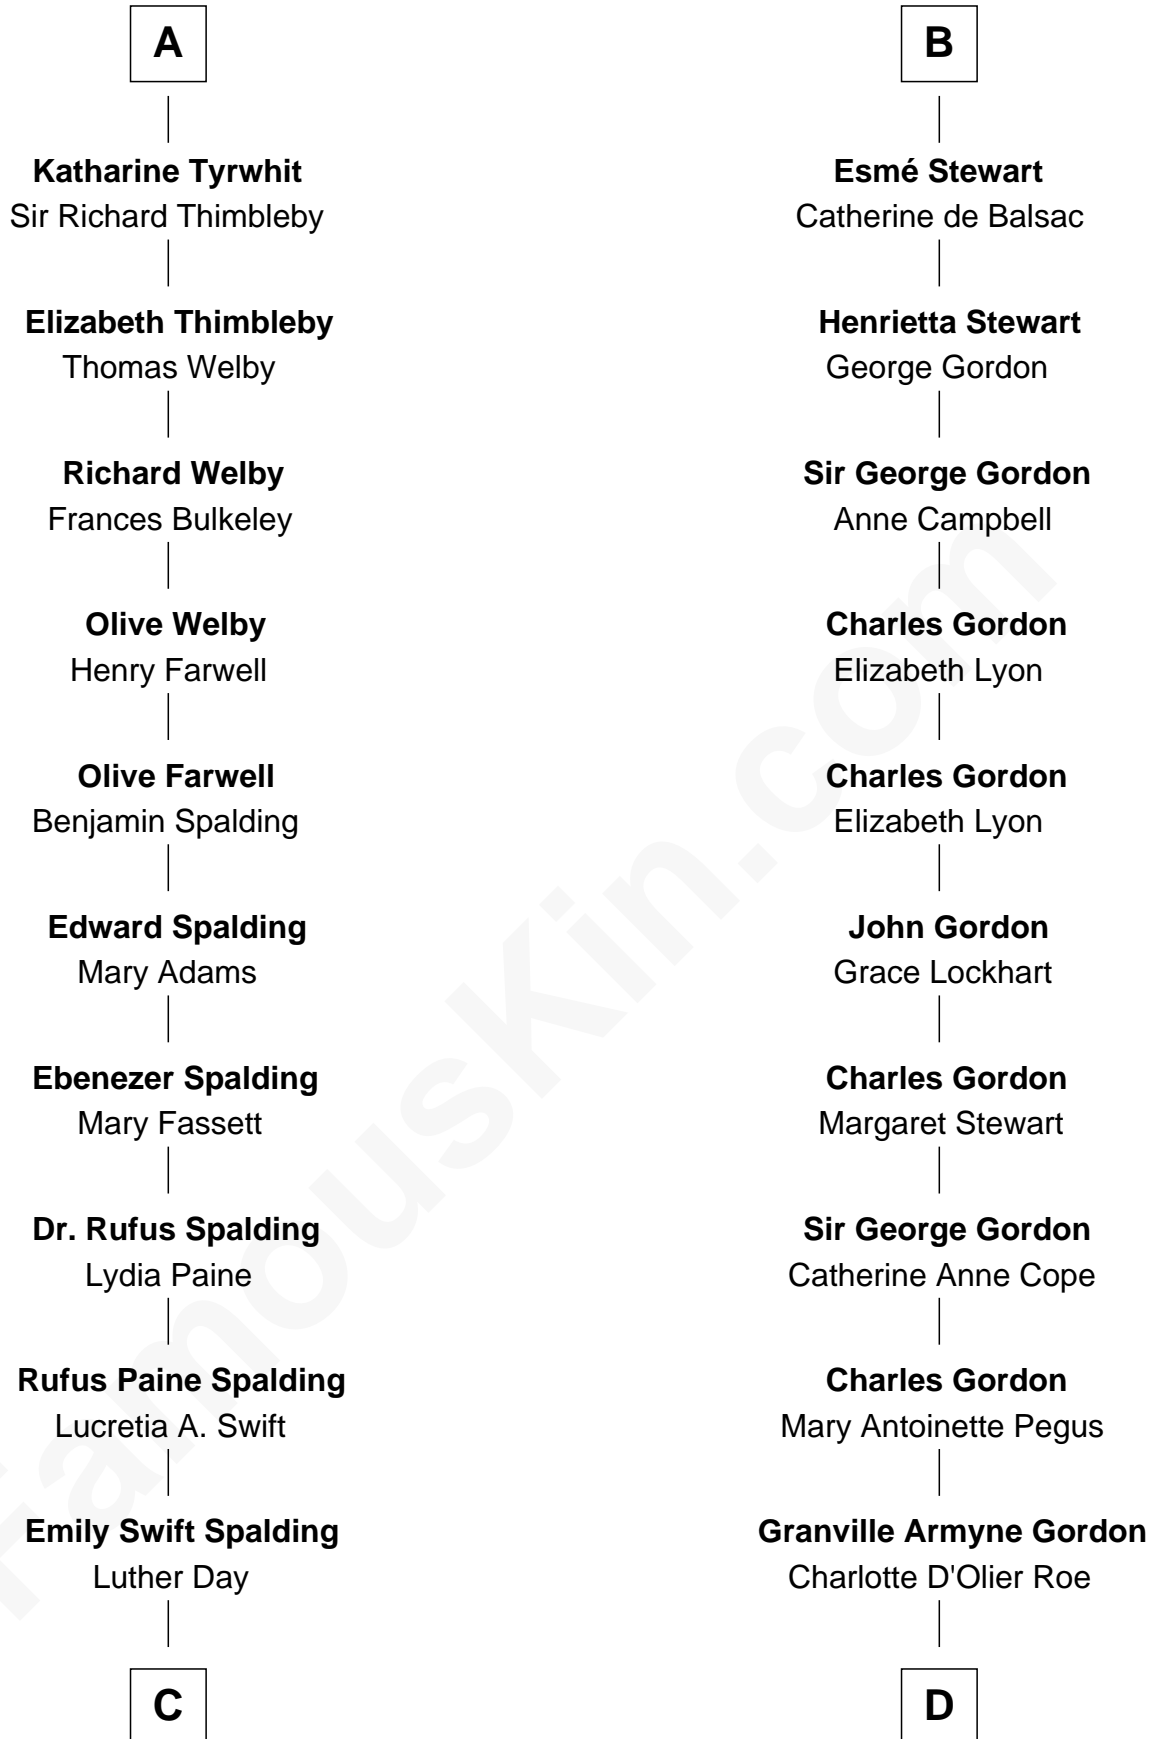 A
Katharine Tyrwhit
Sir Richard Thimbleby
Elizabeth Thimbleby
Thomas Welby
Richard Welby
Frances Bulkeley
Olive Welby
Henry Farwell
Olive Farwell
Benjamin Spalding
Edward Spalding
Mary Adams
Ebenezer Spalding
Mary Fassett
Dr. Rufus Spalding
Lydia Paine
Rufus Paine Spalding
Lucretia A. Swift
Emily Swift Spalding
Luther Day
C
B
Esmé Stewart
Catherine de Balsac
Henrietta Stewart
George Gordon
Sir George Gordon
Anne Campbell
Charles Gordon
Elizabeth Lyon
Charles Gordon
Elizabeth Lyon
John Gordon
Grace Lockhart
Charles Gordon
Margaret Stewart
Sir George Gordon
Catherine Anne Cope
Charles Gordon
Mary Antoinette Pegus
Granville Armyne Gordon
Charlotte D'Olier Roe
D
FamousKin.com